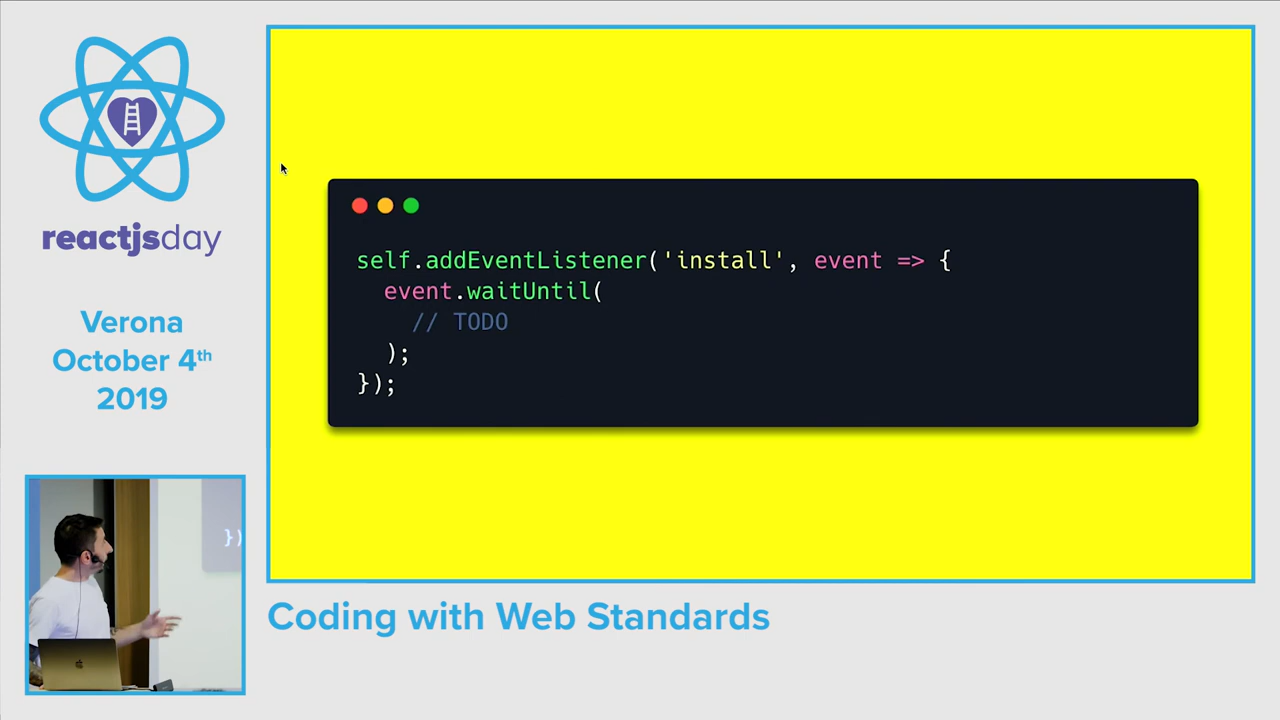 reactjsday
Verona
October 4th
2019
self.addEventListener('install', event => {
  event.waitUntil(
    // TODO
  );
});
})
Coding with Web Standards